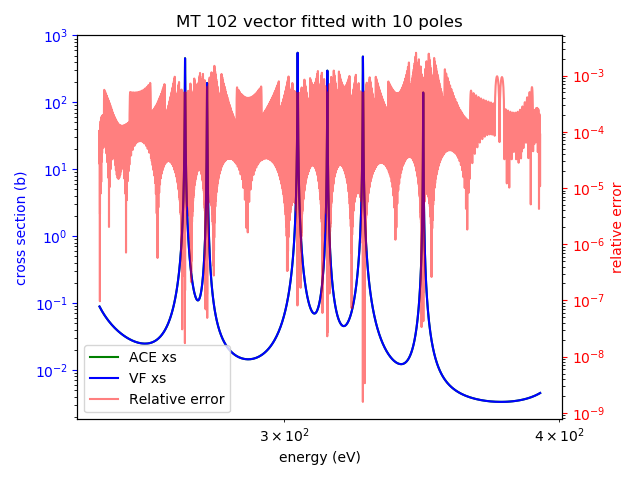 MT 102 vector fitted with 10 poles
cross section (b)
10³
10²
10¹
10⁰
10⁻¹
10⁻²
ACE xs
VF xs
Relative error
3 × 10²
4 × 10²
energy (eV)
10⁻³
10⁻⁴
10⁻⁵
10⁻⁶
10⁻⁷
10⁻⁸
10⁻⁹
relative error